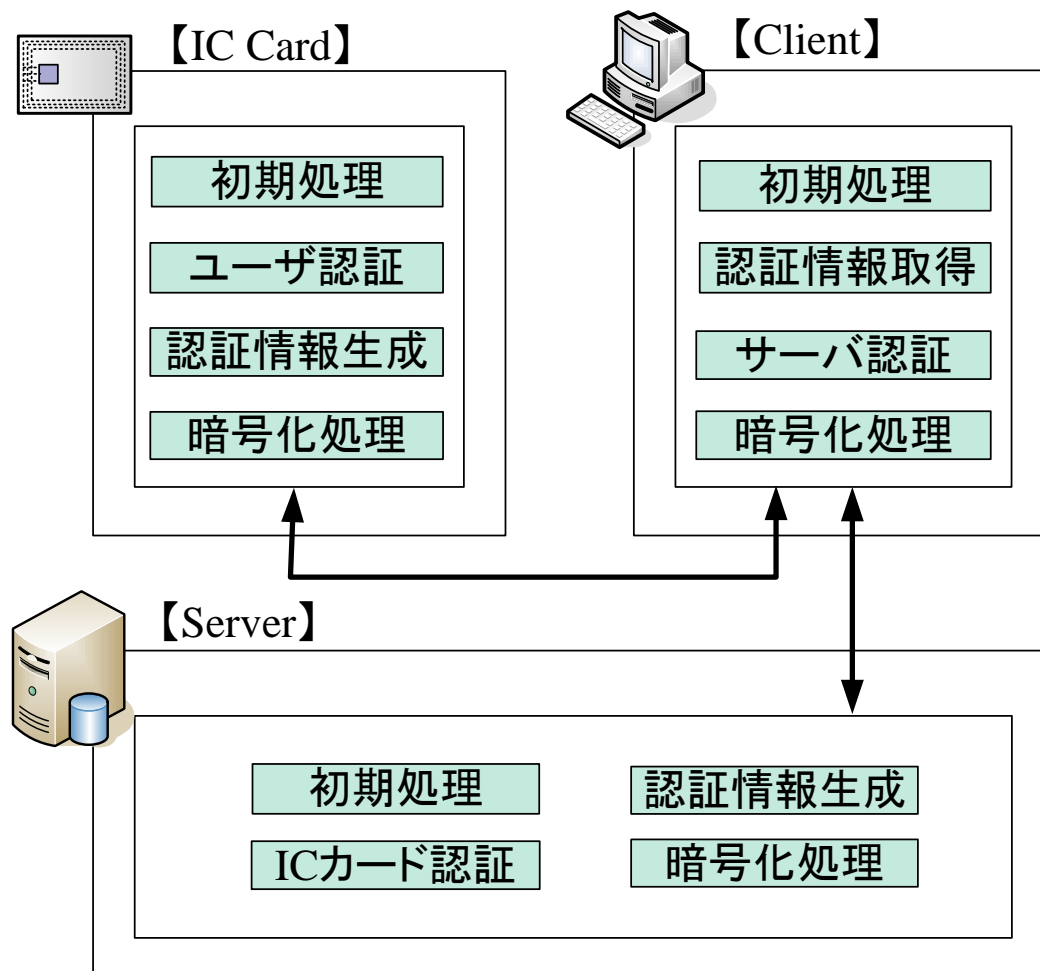 【IC Card】
初期処理
ユーザ認証
認証情報生成
暗号化処理
【Client】
初期処理
認証情報取得
サーバ認証
暗号化処理
【Server】
初期処理
認証情報生成
ICカード認証
暗号化処理